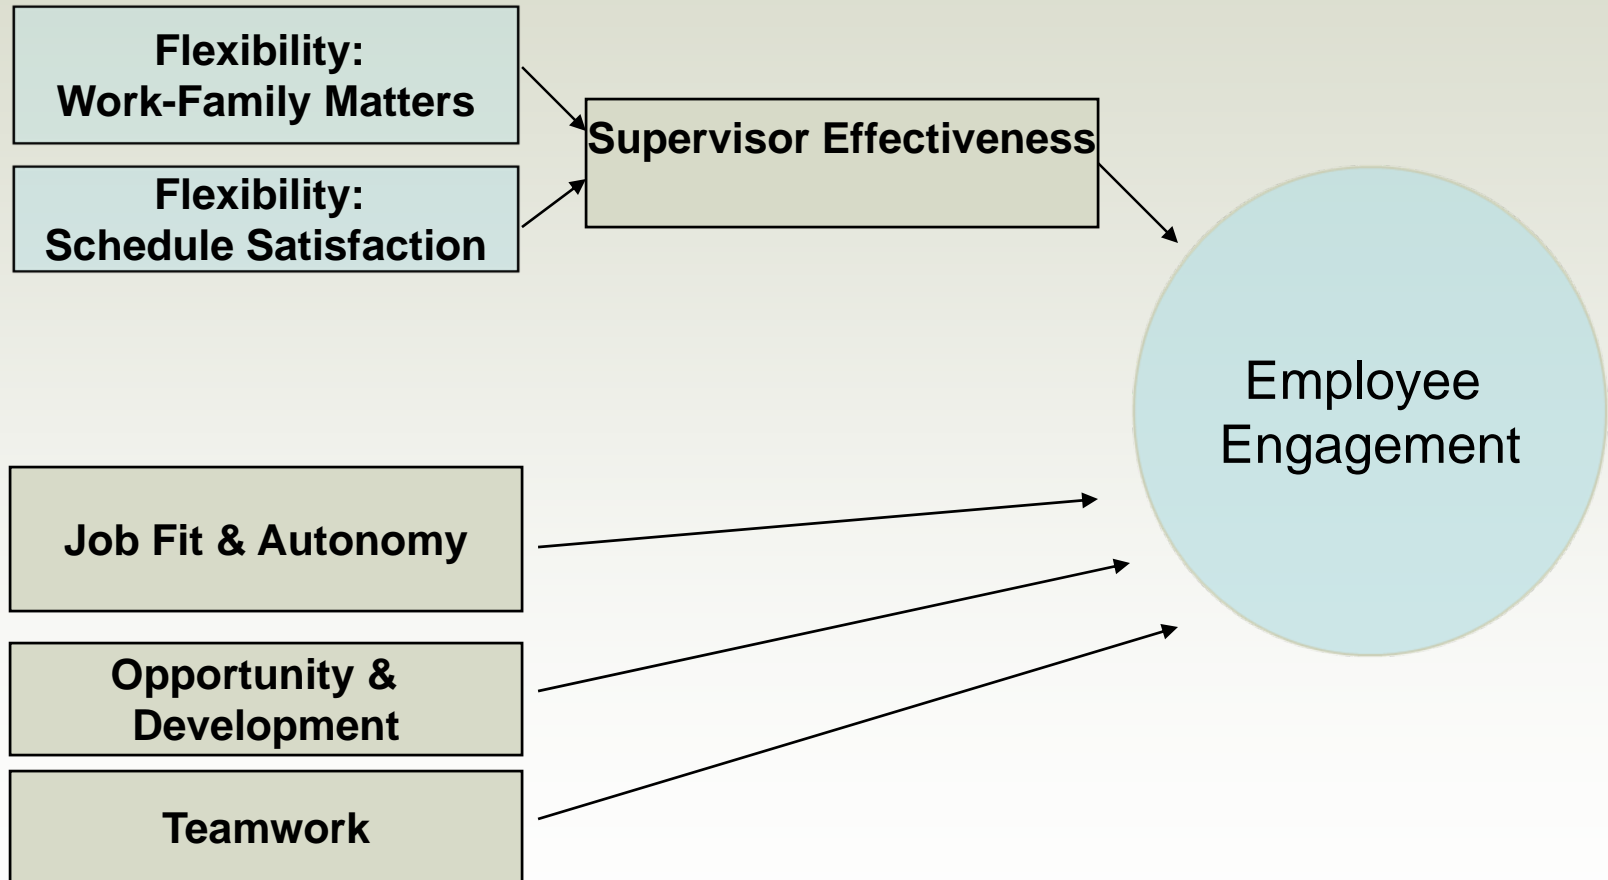 Flexibility:
Work-Family Matters
Supervisor Effectiveness
Flexibility:
Schedule Satisfaction
Employee
Engagement
Job Fit & Autonomy
Opportunity &
Development
Teamwork